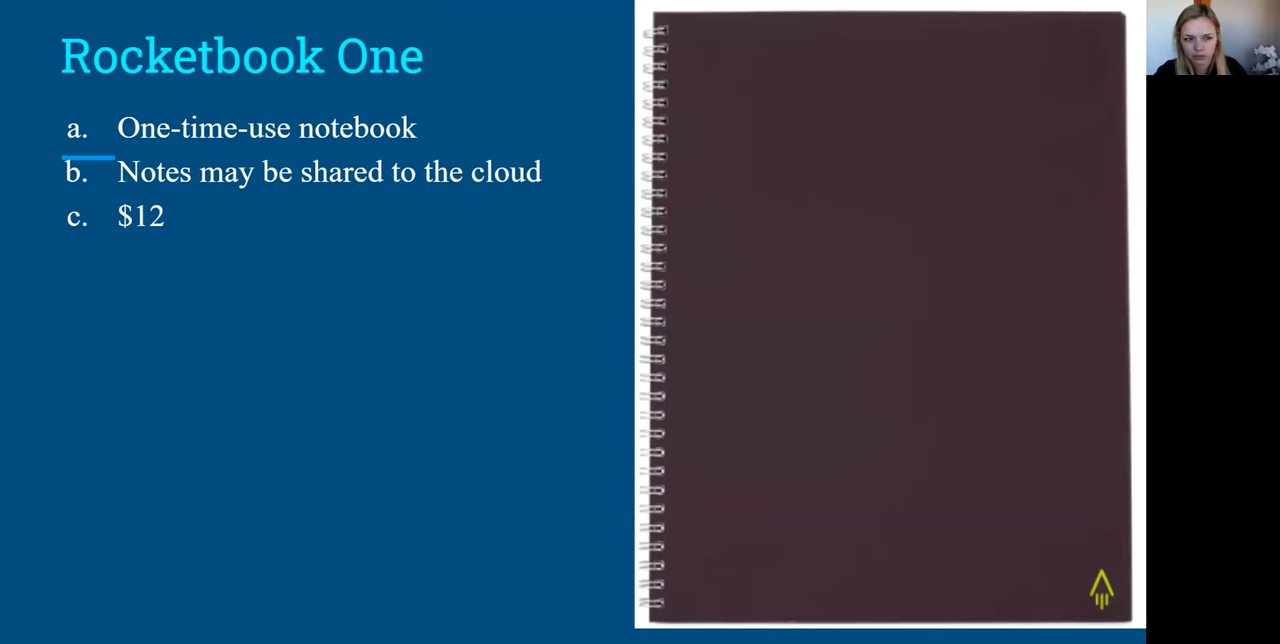 Rocketbook One
a. One-time-use notebook
b. Notes may be shared to the cloud
c. $12